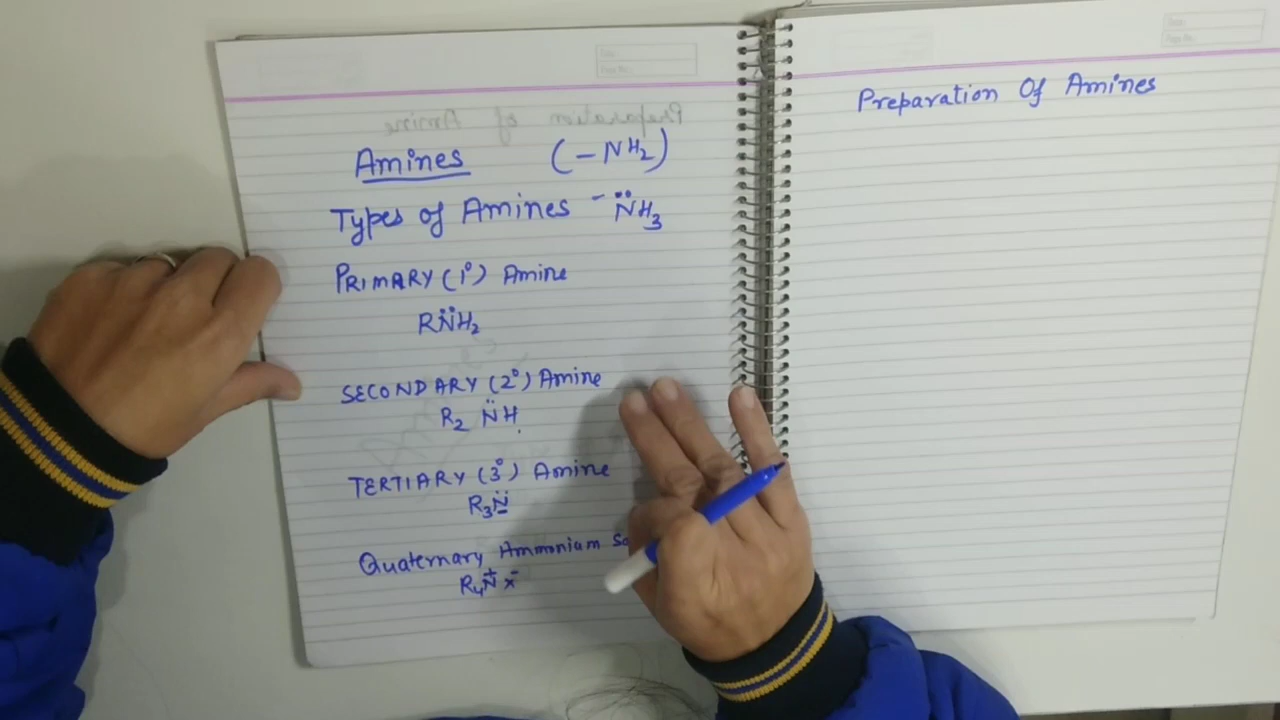 Amines (-NH2)
Types of Amines - N̈H3
PRIMARY (1°) Amine
RN̈H2
SECONDARY (2°) Amine
R2 N̈H
TERTIARY (3°) Amine
R3N̈
Quaternary Ammonium
R4N⁺X⁻
Preparation Of Amines